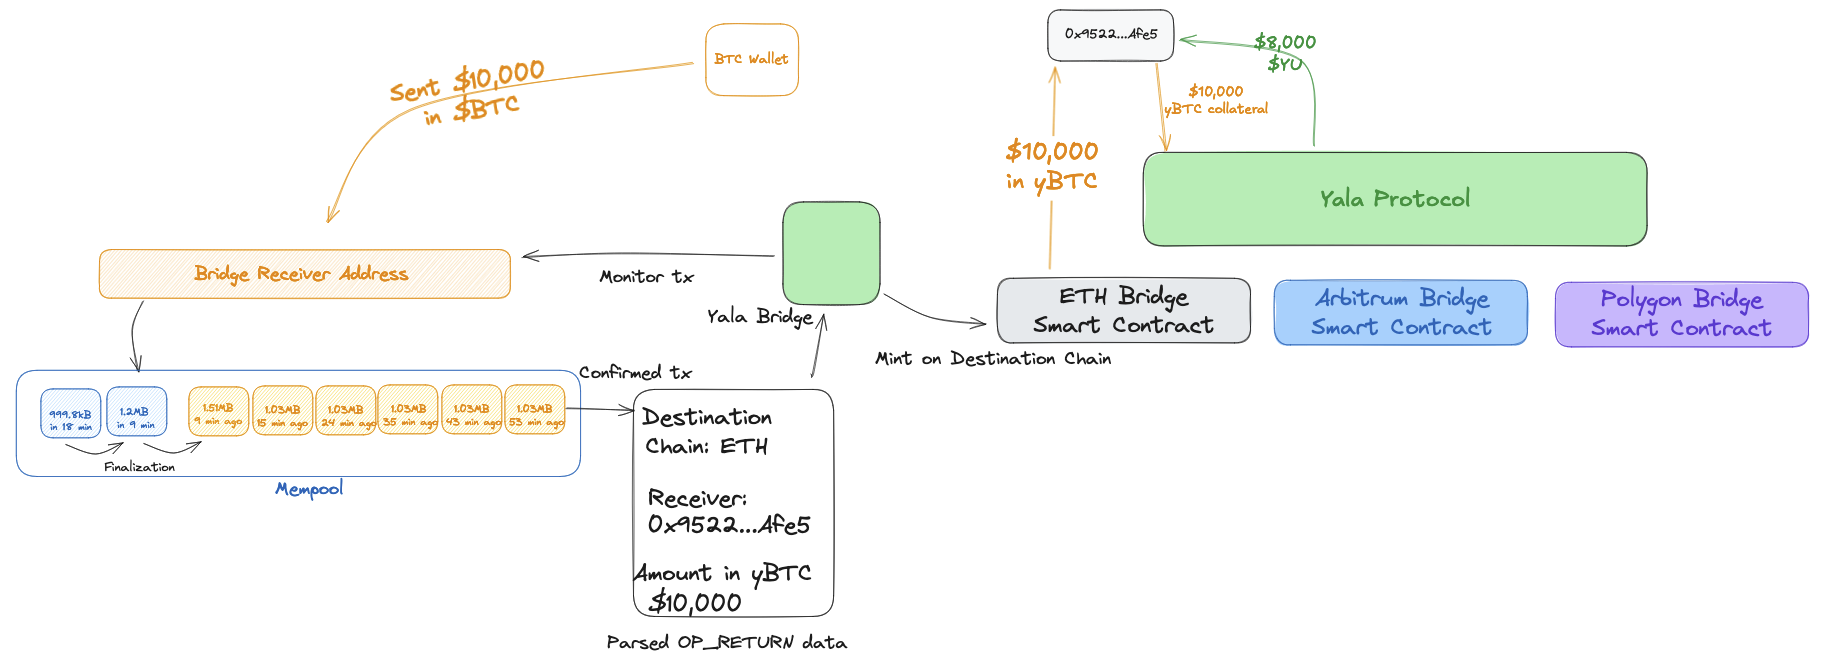 BTC Wallet
Sent $10,000
in $BTC
0x9522...Afe5
$8,000
$YU
$10,000
yBTC collateral
$10,000
in yBTC
Yala Protocol
Bridge Receiver Address
Monitor tx
Yala Bridge
ETH Bridge
Smart Contract
Arbitrum Bridge
Smart Contract
Polygon Bridge
Smart Contract
Mint on Destination Chain
Confirmed tx
999.8kB
in 18 min
1.2MB
in 9 min
1.51MB
9 min ago
1.03MB
15 min ago
1.03MB
24 min ago
1.03MB
35 min ago
1.03MB
43 min ago
1.03MB
53 min ago
Finalization
Mempool
Destination
Chain: ETH
Receiver:
0x9522...Afe5
Amount in yBTC
$10,000
Parsed OP_RETURN data